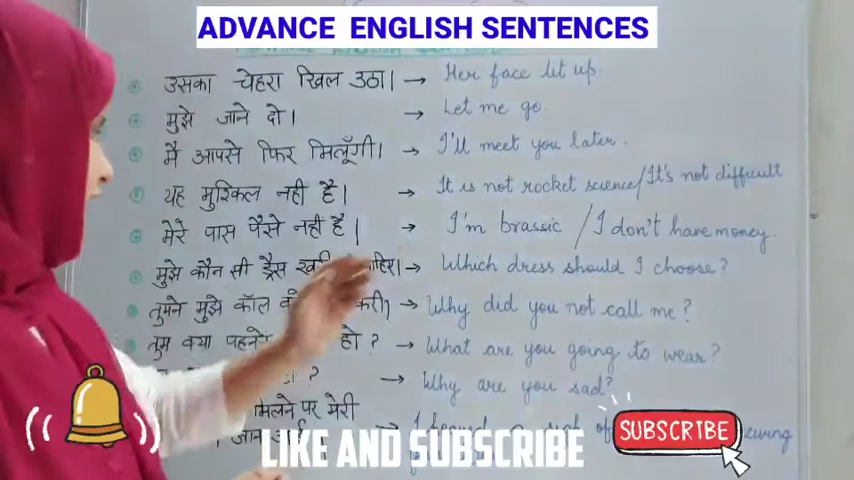 ADVANCE ENGLISH SENTENCES
उसका चेहरा खिल उठा। → Her face lit up.
मुझे जाने दो। → Let me go.
मै आपसे फिर मिलूँगी। → I'll meet you later.
यह मुश्किल नही है। → It is not rocket science/It's not difficult
मेरे पास पैसे नही है। → I'm brassic / I don't have money.
मुझे कौन सी ड्रैस → Which dress should I choose?
तुमने मुझे कॉल करी। → Why did you not call me?
तुम क्या हो? → What are you going to wear?
? → Why are you sad?
मिलने पर मेरी
जान → I of
SUBSCRIBE
LIKE AND SUBSCRIBE